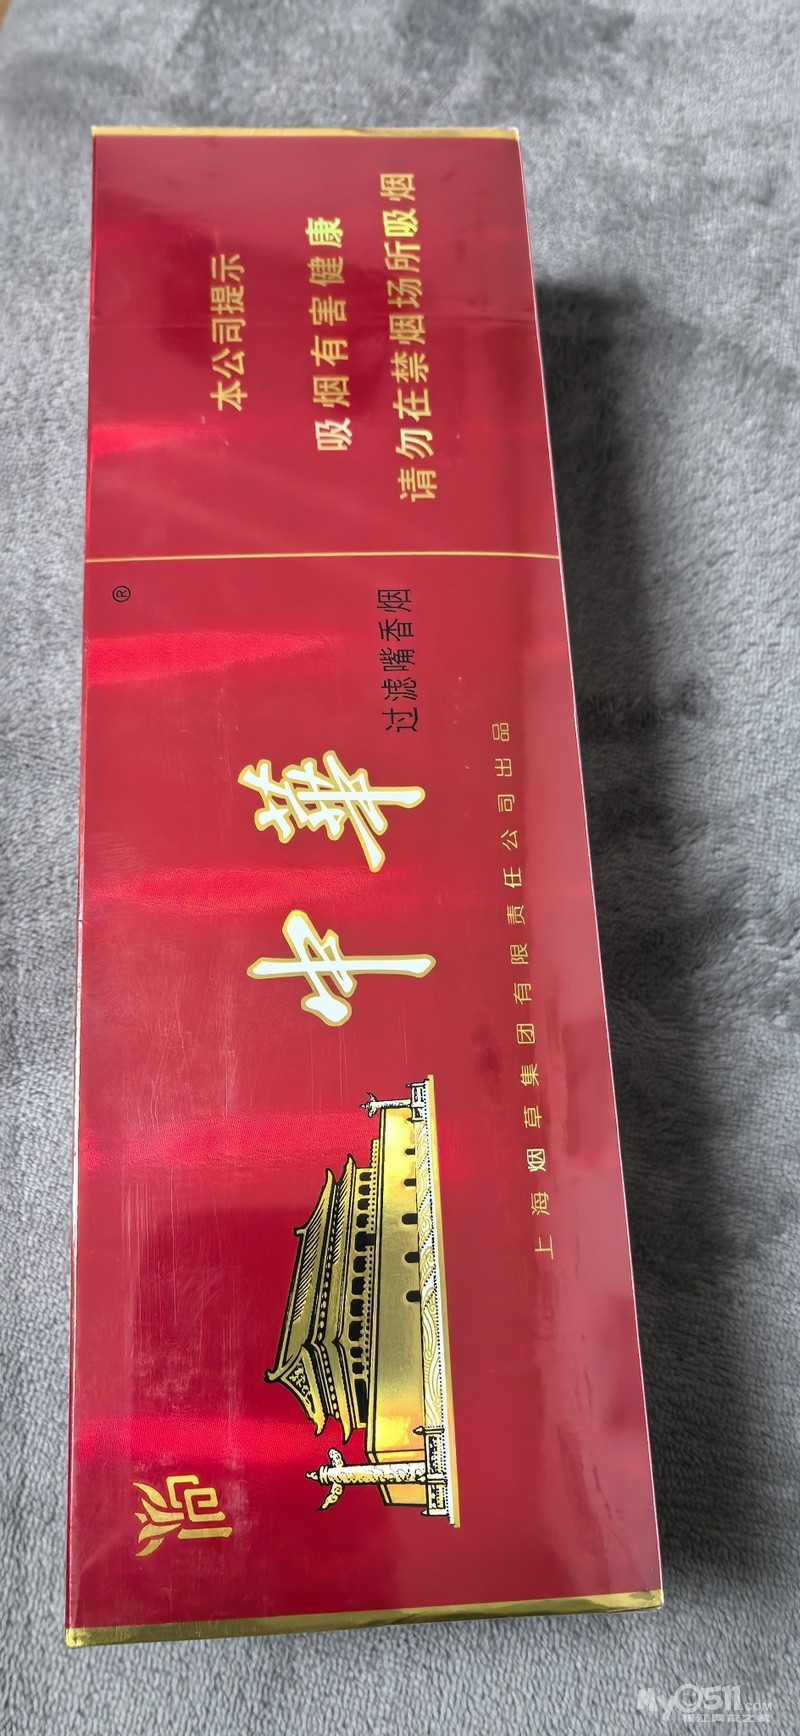 本公司提示
吸烟有害健康
请勿在禁烟场所吸烟
®
中華
过滤嘴香烟
上海烟草集团有限责任公司出品
My0511.COM